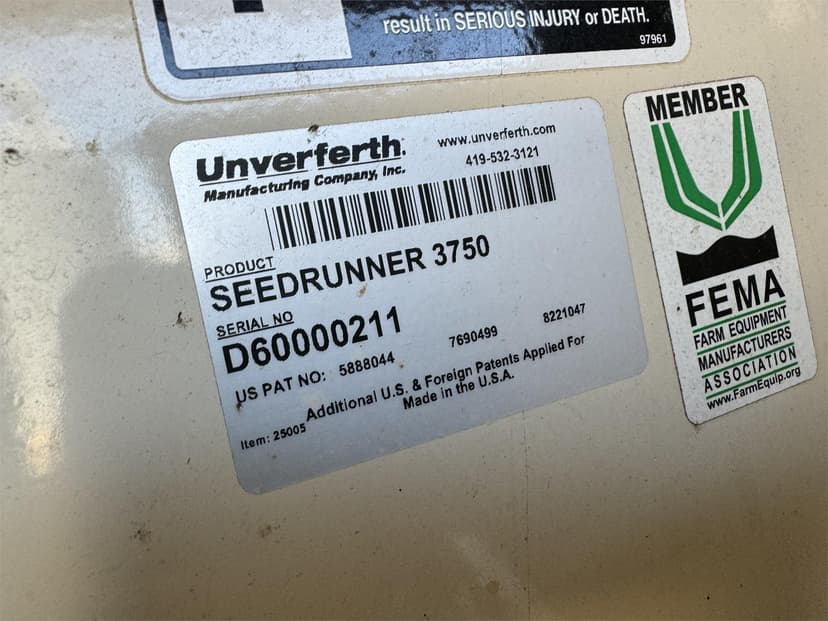 result in SERIOUS INJURY or DEATH.
97961
Unverferth
Manufacturing Company, Inc.
www.unverferth.com
419-532-3121
PRODUCT
SEEDRUNNER 3750
SERIAL NO
D60000211
US PAT NO: 5888044 7690499 8221047
Additional U.S. & Foreign Patents Applied For
Made in the U.S.A.
Item: 25005
MEMBER
FEMA
FARM EQUIPMENT
MANUFACTURERS
ASSOCIATION
www.FarmEquip.org